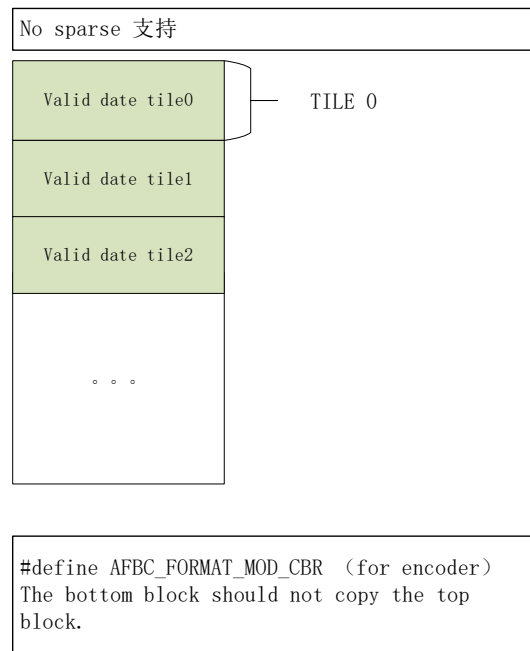 No sparse 支持
Valid date tile0
TILE 0
Valid date tile1
Valid date tile2
。。。
#define AFBC_FORMAT_MOD_CBR （for encoder）
The bottom block should not copy the top
block.